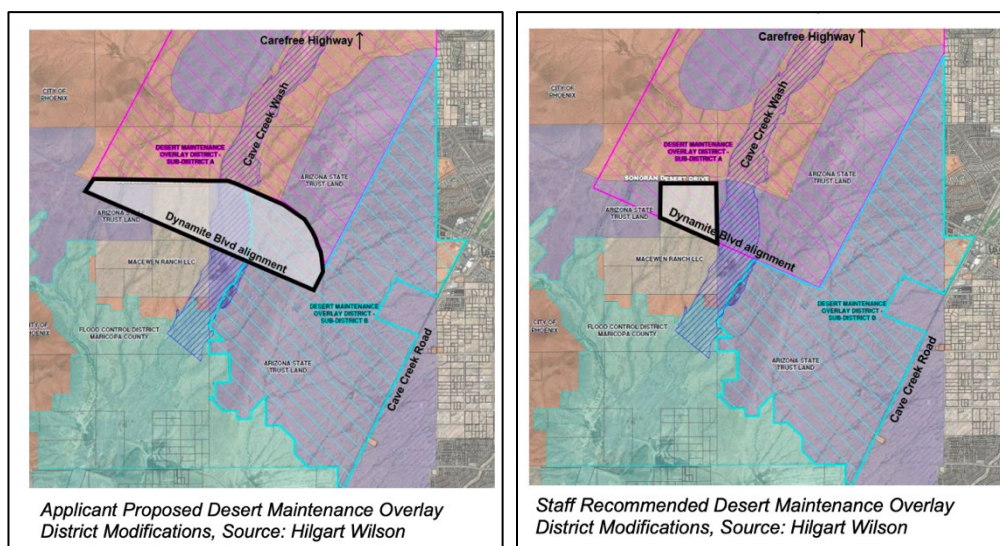 Carefree Highway ↑
CITY OF
PHOENIX
Cave Creek Wash
DESERT MAINTENANCE
OVERLAY DISTRICT -
SUB-DISTRICT A
ARIZONA STATE
TRUST LAND
ARIZONA STATE
TRUST LAND
Dynamite Blvd alignment
MACEWEN RANCH LLC
DESERT MAINTENANCE
OVERLAY DISTRICT -
SUB-DISTRICT B
CITY OF
PHOENIX
FLOOD CONTROL DISTRICT
MARICOPA COUNTY
ARIZONA STATE
TRUST LAND
Cave Creek Road
Applicant Proposed Desert Maintenance Overlay
District Modifications, Source: Hilgart Wilson
Carefree Highway ↑
CITY OF
PHOENIX
Cave Creek Wash
DESERT MAINTENANCE
OVERLAY DISTRICT -
SUB-DISTRICT A
SONORAN DESERT DRIVE
ARIZONA STATE
TRUST LAND
ARIZONA STATE
TRUST LAND
Dynamite Blvd alignment
MACEWEN RANCH LLC
DESERT MAINTENANCE
OVERLAY DISTRICT -
SUB-DISTRICT B
CITY OF
PHOENIX
FLOOD CONTROL DISTRICT
MARICOPA COUNTY
ARIZONA STATE
TRUST LAND
Cave Creek Road
Staff Recommended Desert Maintenance Overlay
District Modifications, Source: Hilgart Wilson